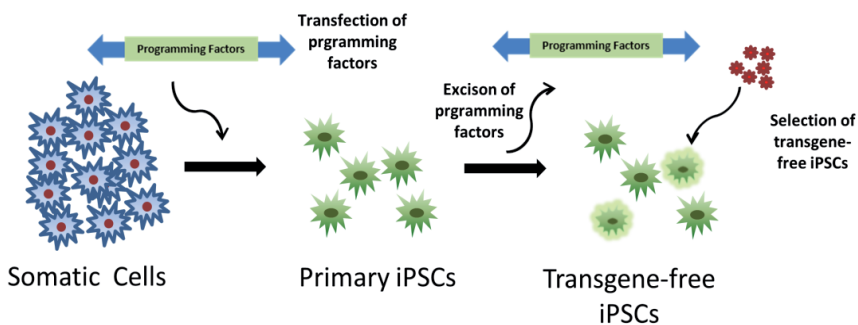 Programming Factors
Transfection of
prgramming
factors
Programming Factors
Excison of
prgramming
factors
Selection of
transgene-
free iPSCs
Somatic Cells
Primary iPSCs
Transgene-free
iPSCs